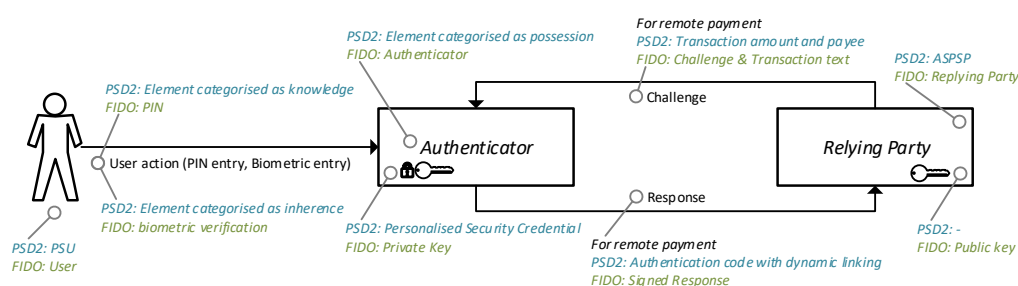 For remote payment
PSD2: Transaction amount and payee
FIDO: Challenge & Transaction text
PSD2: Element categorised as possession
FIDO: Authenticator
PSD2: ASPSP
FIDO: Replying Party
PSD2: Element categorised as knowledge
FIDO: PIN
Challenge
Authenticator
Relying Party
User action (PIN entry, Biometric entry)
Response
PSD2: Element categorised as inherence
FIDO: biometric verification
PSD2: Personalised Security Credential
FIDO: Private Key
PSD2: -
FIDO: Public key
PSD2: PSU
FIDO: User
For remote payment
PSD2: Authentication code with dynamic linking
FIDO: Signed Response